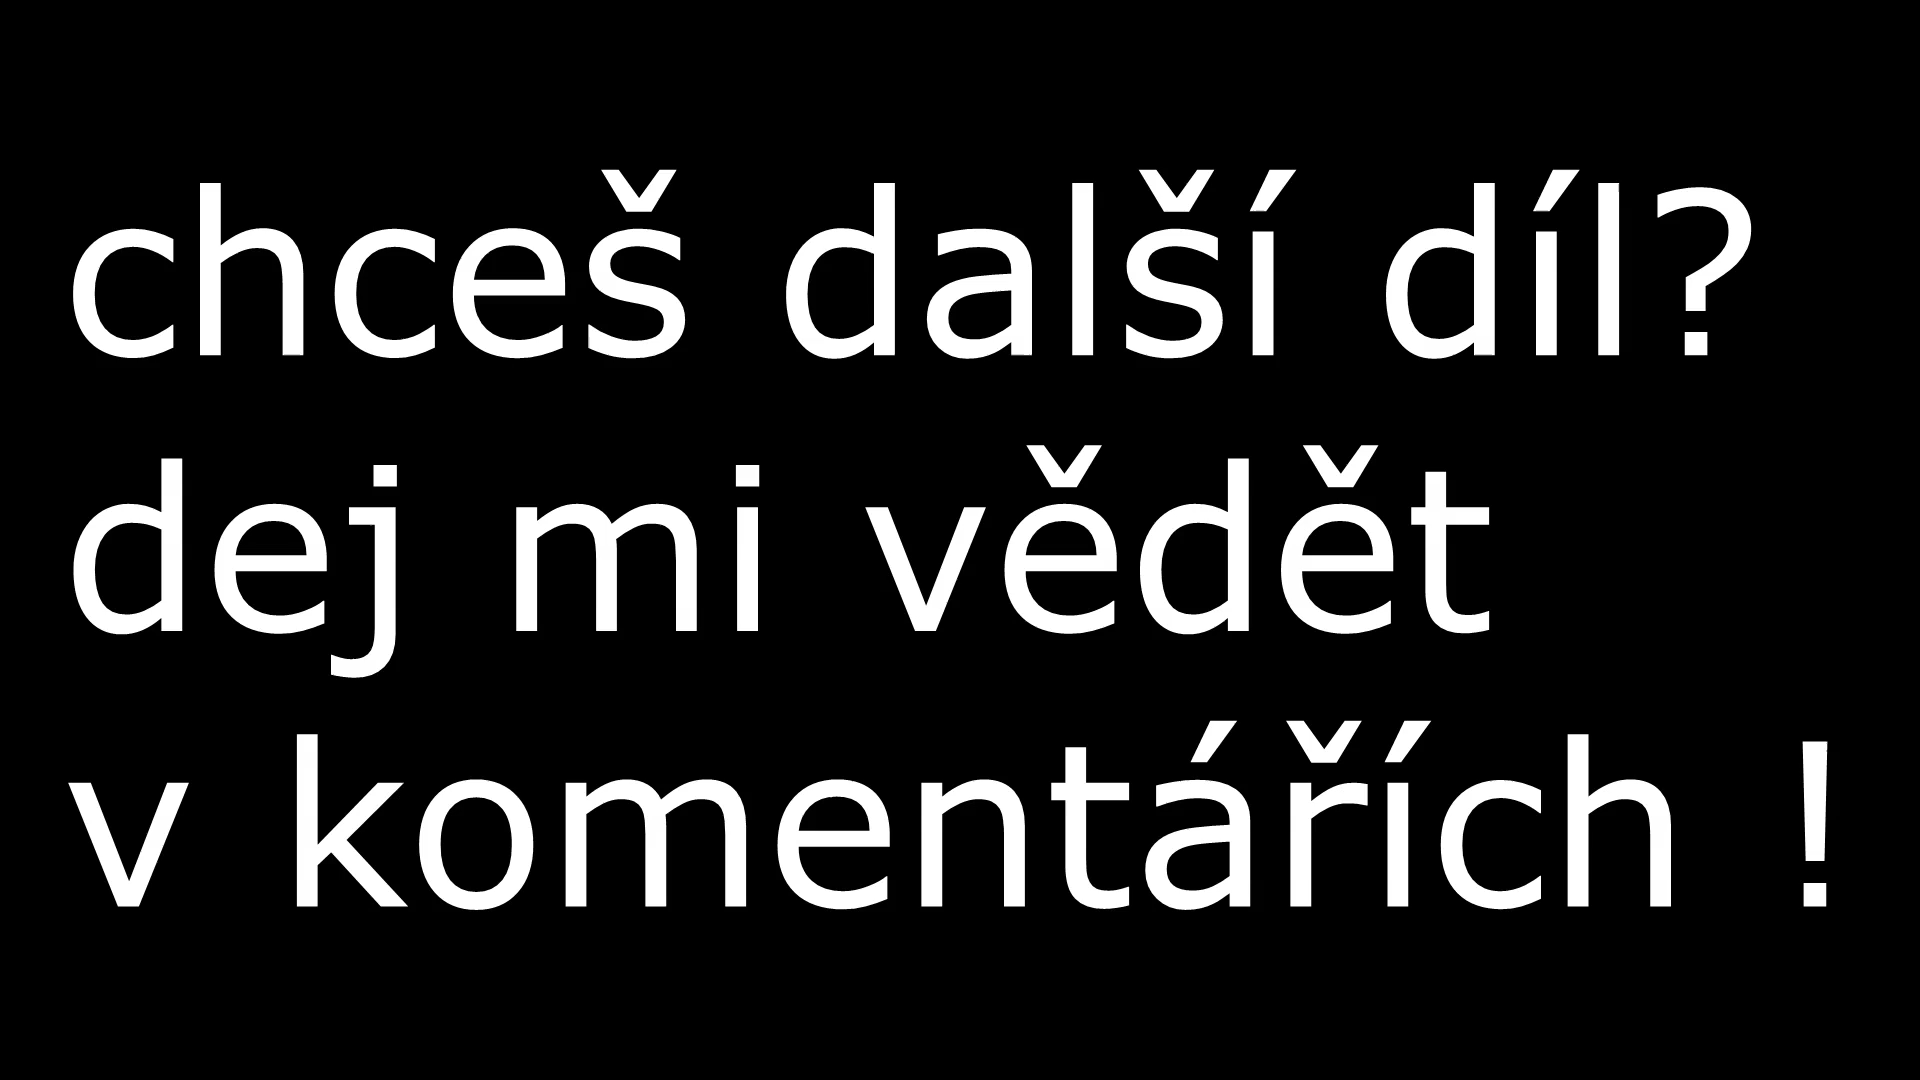 chceš další díl?
dej mi vědět
v komentářích !